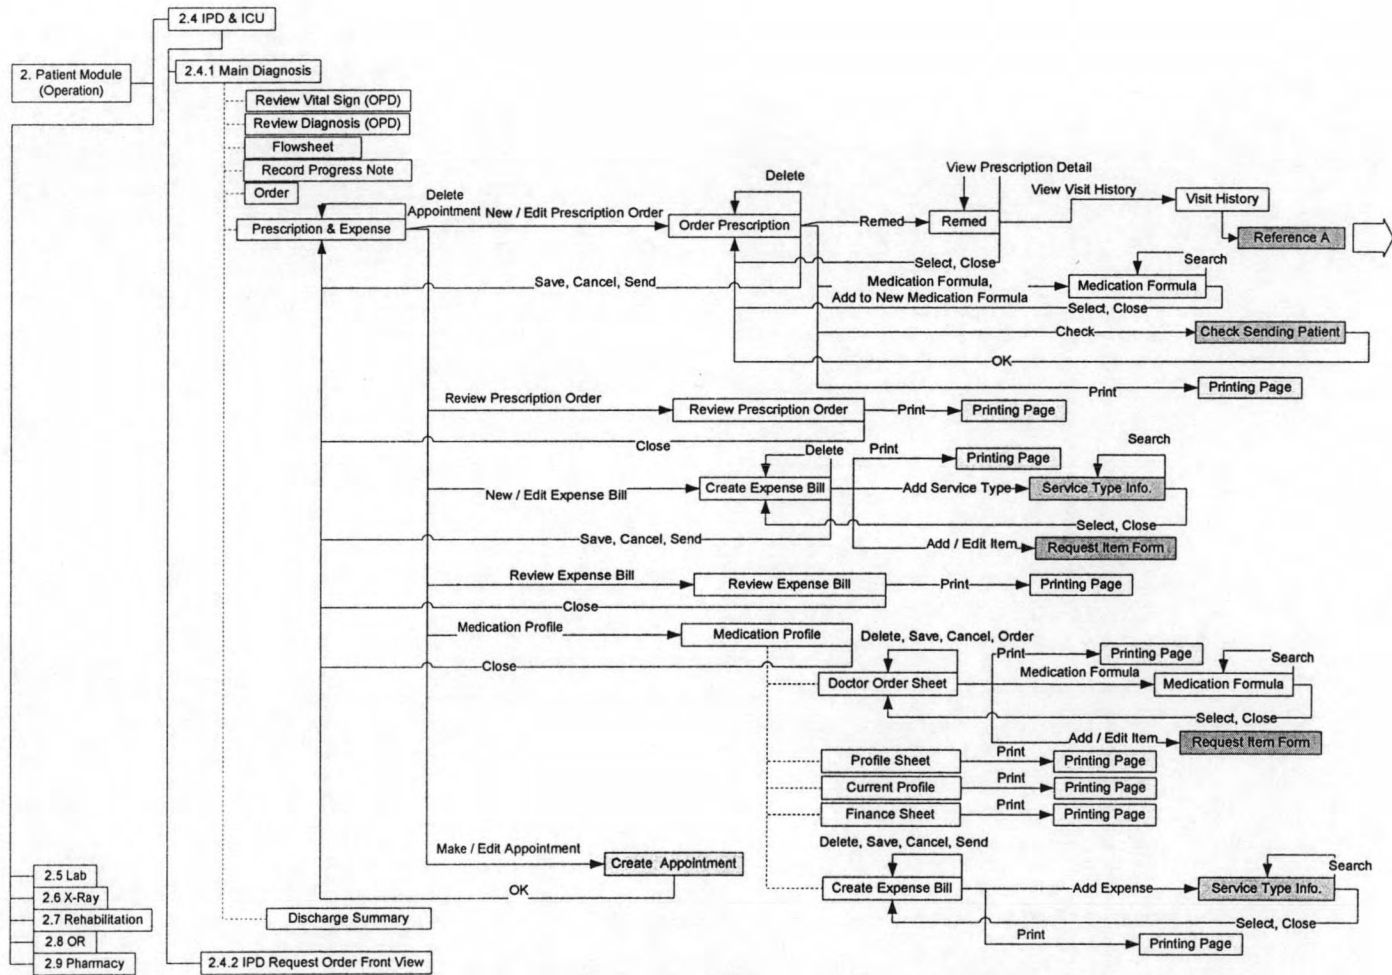 2.4 IPD & ICU
2. Patient Module
(Operation)
2.4.1 Main Diagnosis
Review Vital Sign (OPD)
Review Diagnosis (OPD)
Flowsheet
Record Progress Note
Order
Prescription & Expense
Delete
Appointment
New / Edit Prescription Order
Delete
Order Prescription
Remed
View Prescription Detail
Remed
View Visit History
Visit History
Reference A
Select, Close
Save, Cancel, Send
Medication Formula,
Add to New Medication Formula
Search
Medication Formula
Select, Close
Check
Check Sending Patient
OK
Print
Printing Page
Review Prescription Order
Review Prescription Order
Print
Printing Page
Close
Delete
Print
Printing Page
Search
New / Edit Expense Bill
Create Expense Bill
Add Service Type
Service Type Info.
Select, Close
Save, Cancel, Send
Add / Edit Item
Request Item Form
Review Expense Bill
Review Expense Bill
Print
Printing Page
Close
Medication Profile
Medication Profile
Close
Delete, Save, Cancel, Order
Print
Printing Page
Search
Doctor Order Sheet
Medication Formula
Medication Formula
Select, Close
Add / Edit Item
Request Item Form
Profile Sheet
Print
Printing Page
Current Profile
Print
Printing Page
Finance Sheet
Print
Printing Page
Make / Edit Appointment
Create Appointment
OK
Delete, Save, Cancel, Send
Create Expense Bill
Add Expense
Search
Service Type Info.
Select, Close
Print
Printing Page
Discharge Summary
2.5 Lab
2.6 X-Ray
2.7 Rehabilitation
2.8 OR
2.9 Pharmacy
2.4.2 IPD Request Order Front View